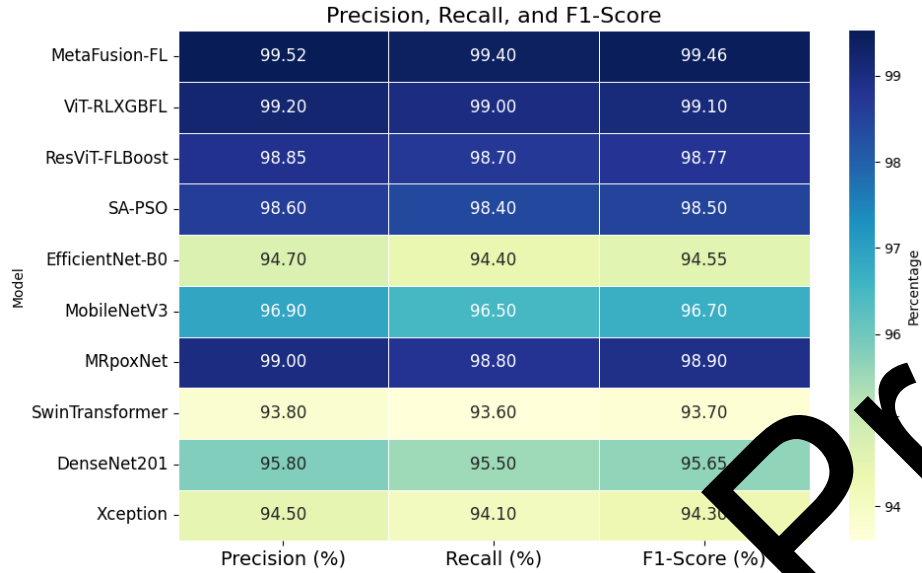 Precision, Recall, and F1-Score
MetaFusion-FL 99.52 99.40 99.46
ViT-RLXGBFL 99.20 99.00 99.10
ResViT-FLBoost 98.85 98.70 98.77
SA-PSO 98.60 98.40 98.50
EfficientNet-B0 94.70 94.40 94.55
MobileNetV3 96.90 96.50 96.70
MRpoxNet 99.00 98.80 98.90
SwinTransformer 93.80 93.60 93.70
DenseNet201 95.80 95.50 95.65
Xception 94.50 94.10 94.30
Precision (%) Recall (%) F1-Score (%)
Model
99
98
97
96
94
Percentage
Pr